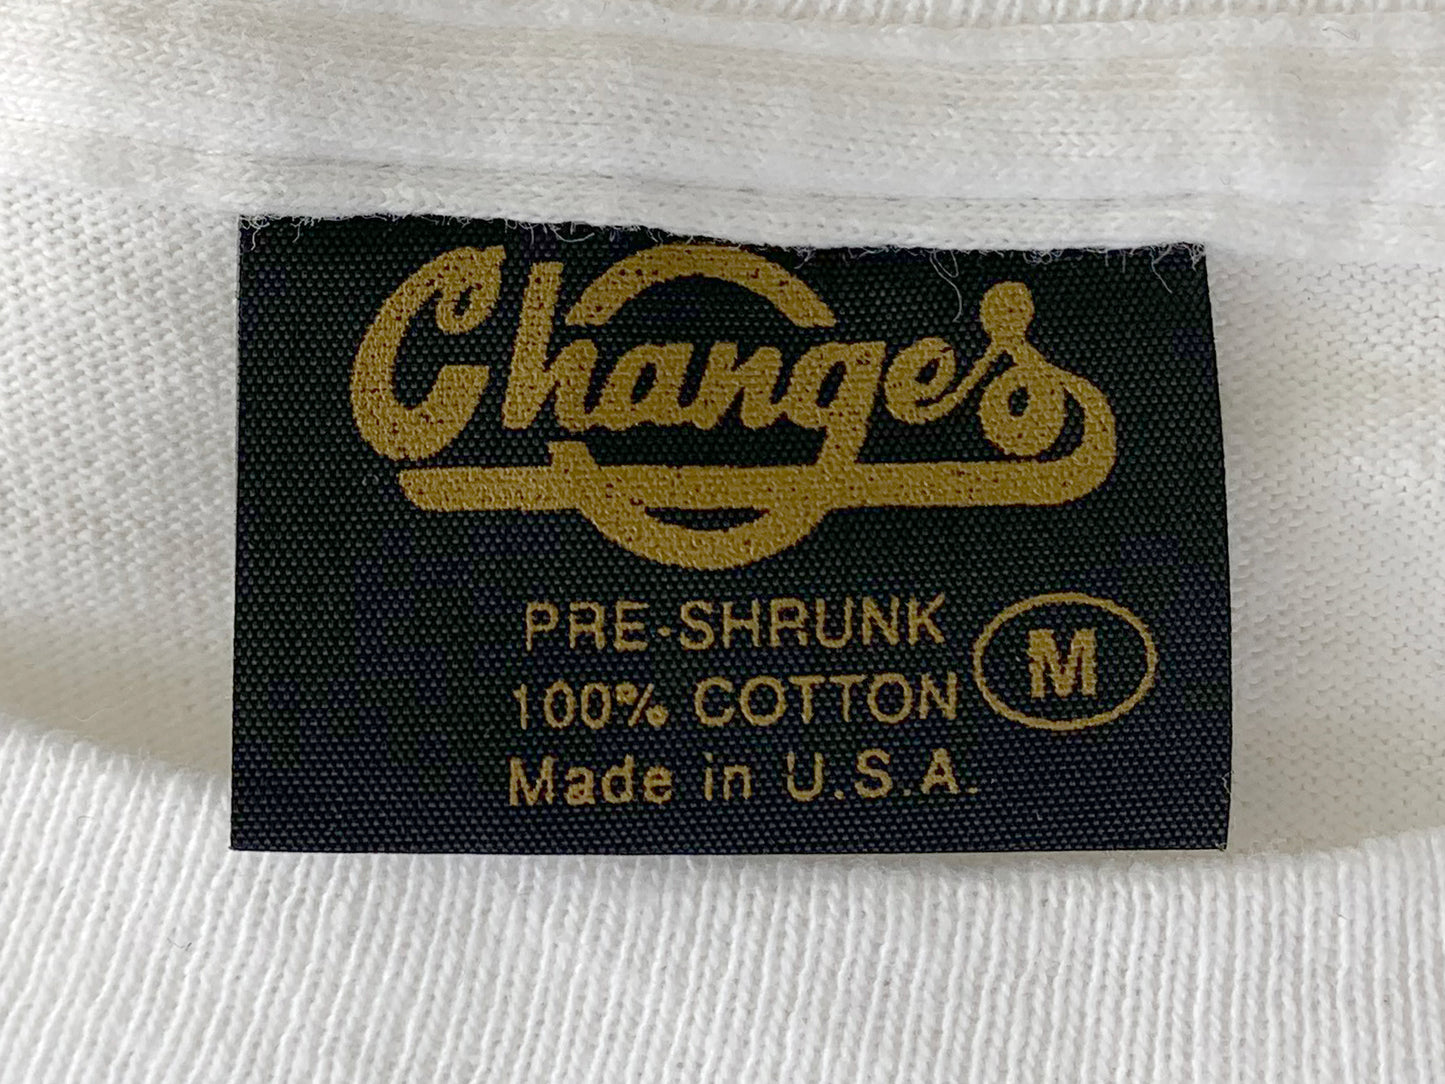 Changes
PRE-SHRUNK
100% COTTON
M
Made in U.S.A.